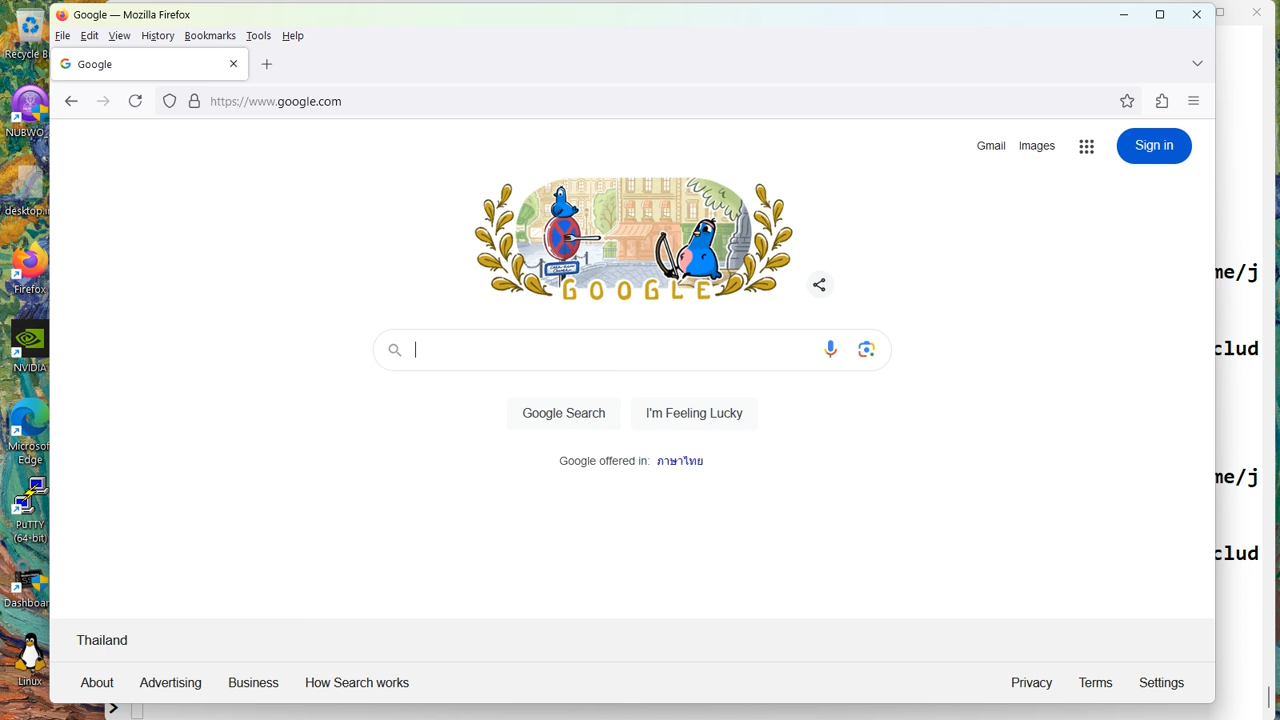 Google — Mozilla Firefox
File Edit View History Bookmarks Tools Help
Google
https://www.google.com
Gmail Images Sign in
GOOGLE
Google Search I'm Feeling Lucky
Google offered in: ภาษาไทย
Thailand
About Advertising Business How Search works Privacy Terms Settings
Recycle B
NUBWO
desktop.i
Firefox
NVIDIA
Microsof
Edge
PuTTY
(64-bit)
Dashboar
Linux
me/j
clud
me/j
clud
>